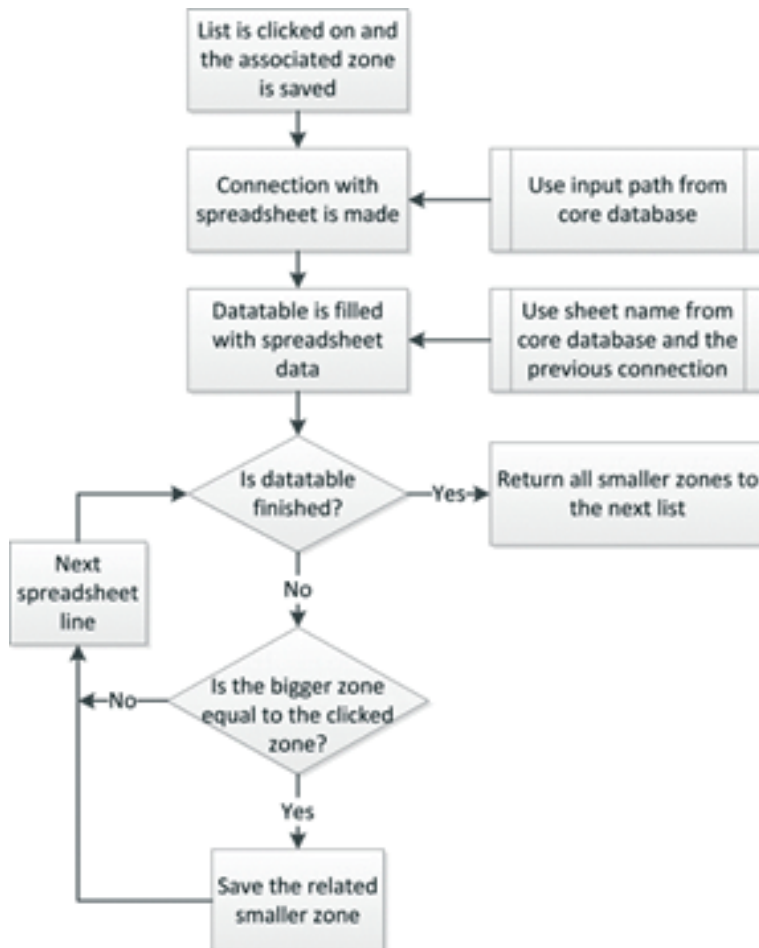 List is clicked on and
the associated zone
is saved
Connection with
spreadsheet is made
Use input path from
core database
Datatable is filled
with spreadsheet
data
Use sheet name from
core database and the
previous connection
Is datatable
finished?
Yes
Return all smaller zones to
the next list
Next
spreadsheet
line
No
Is the bigger zone
equal to the clicked
zone?
No
Yes
Save the related
smaller zone